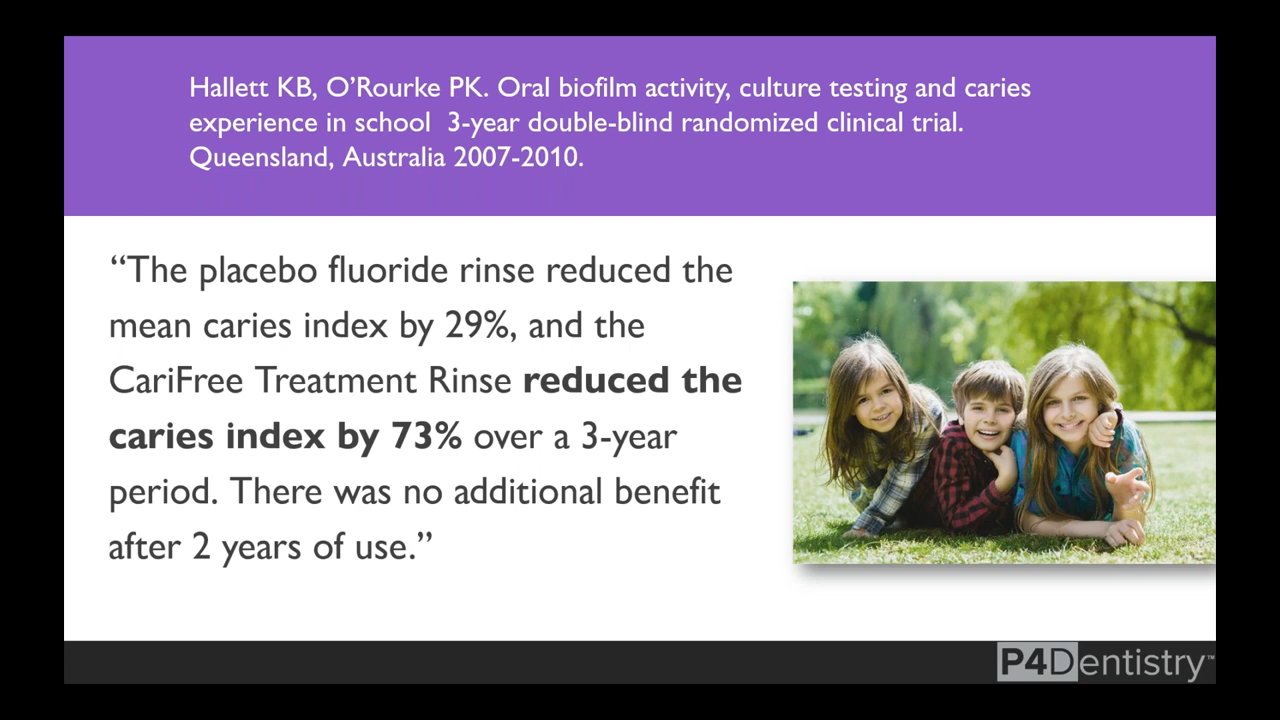 Hallett KB, O’Rourke PK. Oral biofilm activity, culture testing and caries
experience in school  3-year double-blind randomized clinical trial.
Queensland, Australia 2007-2010.
“The placebo fluoride rinse reduced the
mean caries index by 29%, and the
CariFree Treatment Rinse reduced the
caries index by 73% over a 3-year
period. There was no additional benefit
after 2 years of use.”
P4Dentistry™